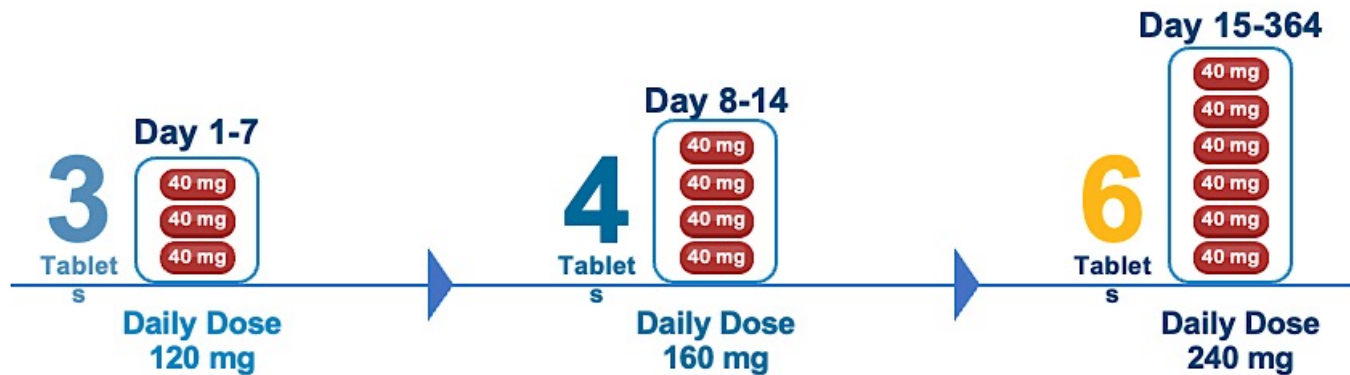 Day 1-7
3
Tablet
s
40 mg
40 mg
40 mg
Daily Dose
120 mg
Day 8-14
4
Tablet
s
40 mg
40 mg
40 mg
40 mg
Daily Dose
160 mg
Day 15-364
6
Tablet
s
40 mg
40 mg
40 mg
40 mg
40 mg
40 mg
Daily Dose
240 mg